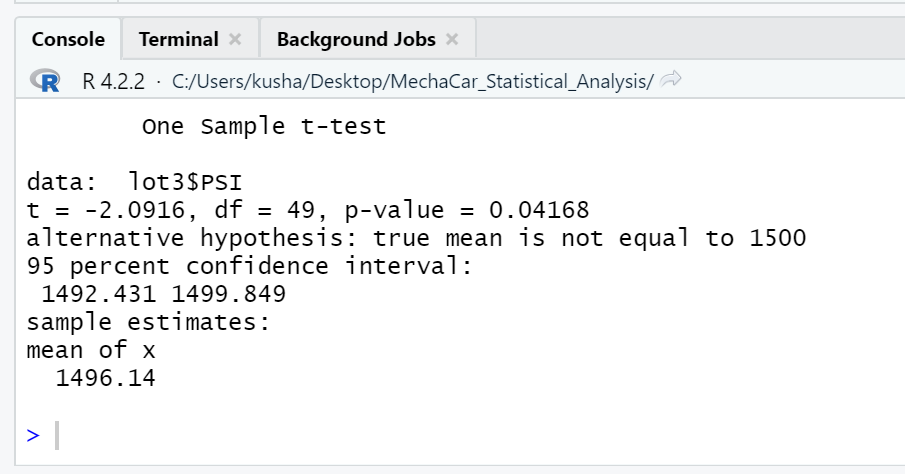 Console Terminal × Background Jobs ×
R R 4.2.2 · C:/Users/kusha/Desktop/MechaCar_Statistical_Analysis/
One Sample t-test
data: lot3$PSI
t = -2.0916, df = 49, p-value = 0.04168
alternative hypothesis: true mean is not equal to 1500
95 percent confidence interval:
1492.431 1499.849
sample estimates:
mean of x
1496.14
>